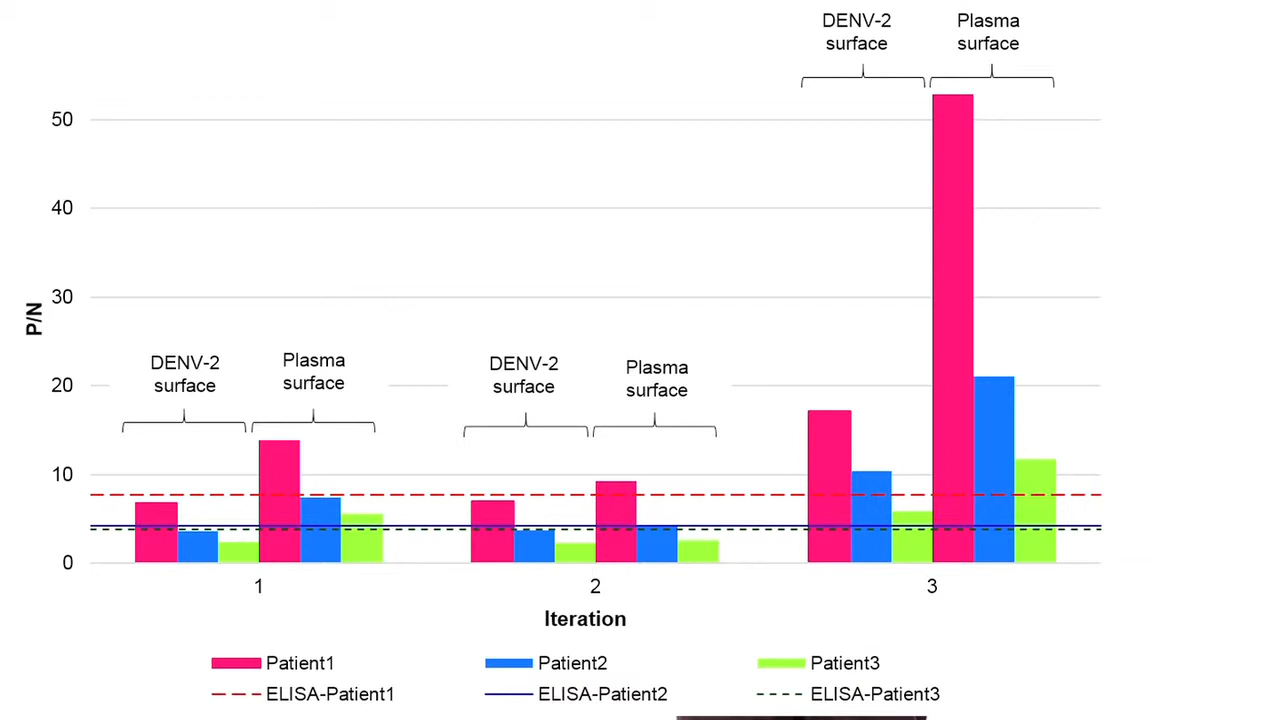 DENV-2
surface
Plasma
surface
50
40
30
20
10
0
P/N
DENV-2
surface
Plasma
surface
DENV-2
surface
Plasma
surface
1
2
3
Iteration
Patient1
Patient2
Patient3
ELISA-Patient1
ELISA-Patient2
ELISA-Patient3